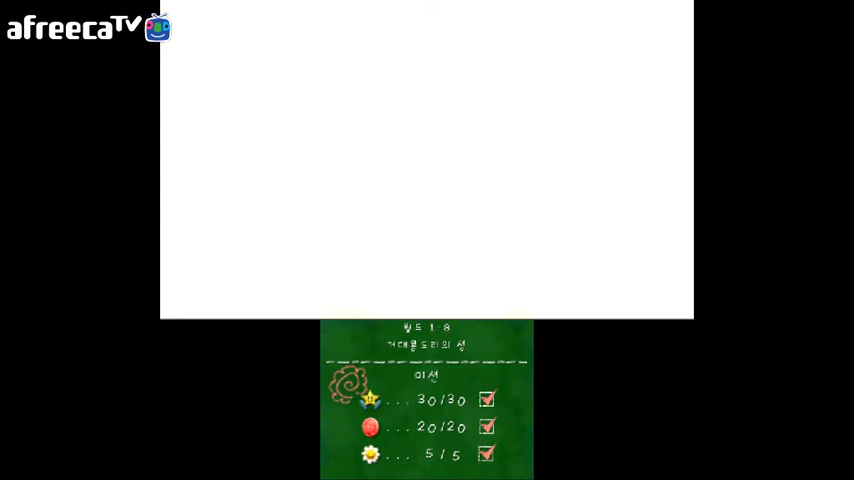 afreecaTV
월드 1-8
거대콩도리의 성
미션
... 30/30
... 20/20
... 5/5